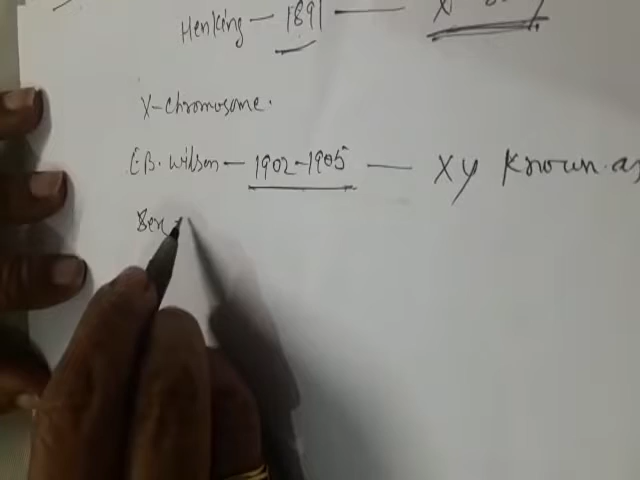 Henking — 1891 — X
X-chromosome.
E.B. Wilson — 1902-1905 — XY Known as
Sex